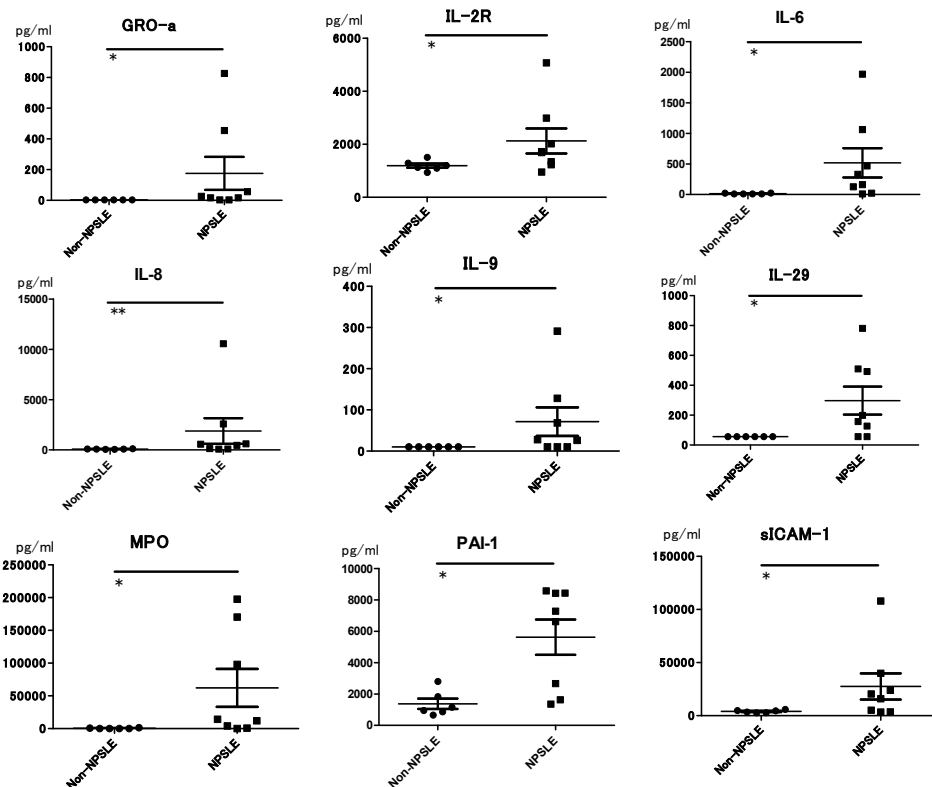 GRO-a
pg/ml
1000
800
600
400
200
0
*
Non-NPSLE
NPSLE
IL-2R
pg/ml
6000
4000
2000
0
*
Non-NPSLE
NPSLE
IL-6
pg/ml
2500
2000
1500
1000
500
0
*
Non-NPSLE
NPSLE
IL-8
pg/ml
15000
10000
5000
0
**
Non-NPSLE
NPSLE
IL-9
pg/ml
400
300
200
100
0
*
Non-NPSLE
NPSLE
IL-29
pg/ml
1000
800
600
400
200
0
*
Non-NPSLE
NPSLE
MPO
pg/ml
250000
200000
150000
100000
50000
0
*
Non-NPSLE
NPSLE
PAI-1
pg/ml
10000
8000
6000
4000
2000
0
*
Non-NPSLE
NPSLE
sICAM-1
pg/ml
150000
100000
50000
0
*
Non-NPSLE
NPSLE